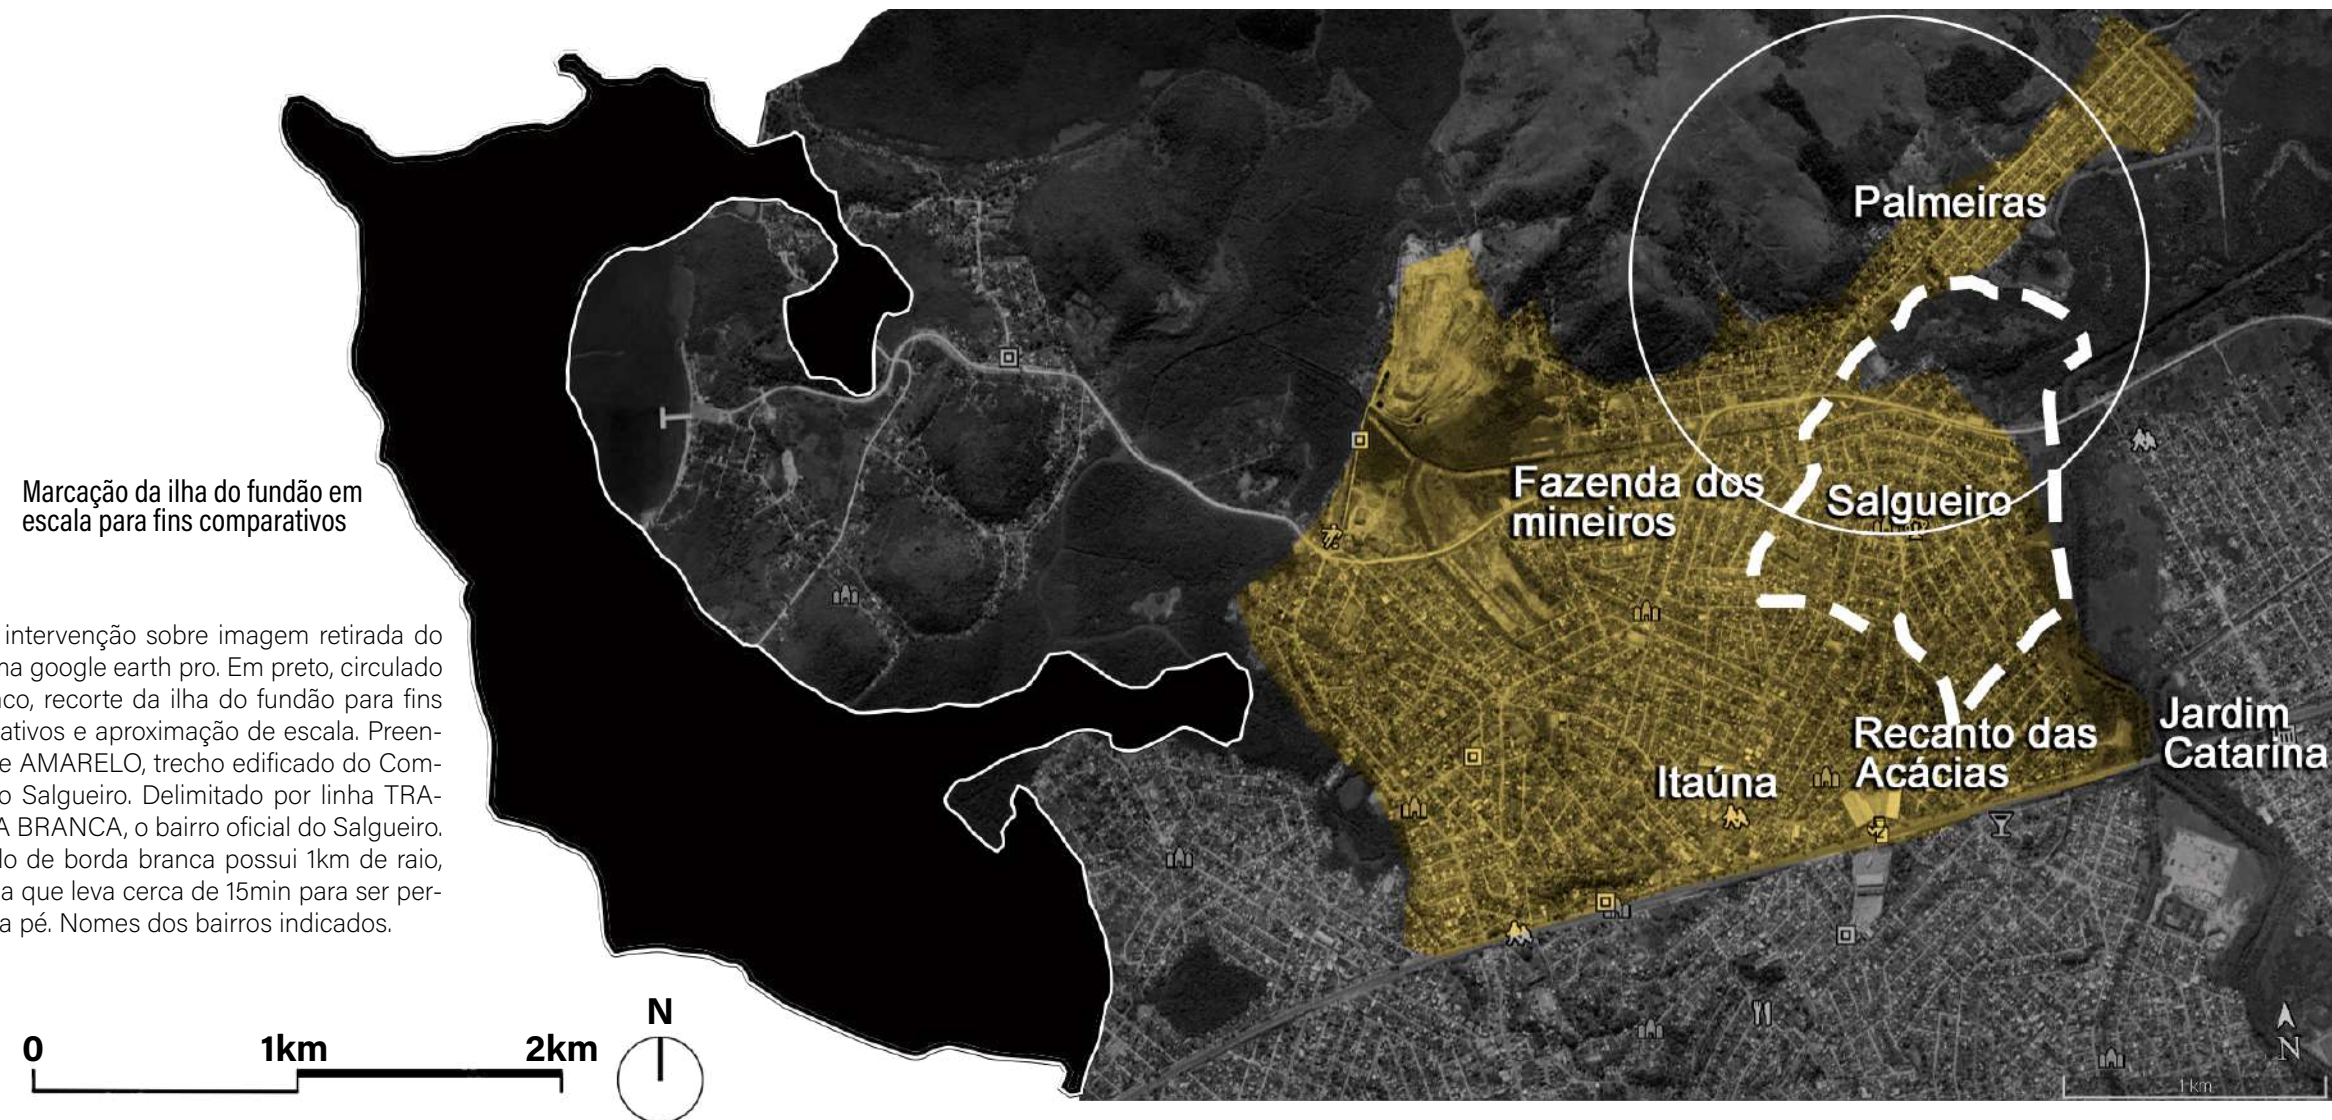 Marcação da ilha do fundão em
escala para fins comparativos
intervenção sobre imagem retirada do
google earth pro. Em preto, circulado
recorte da ilha do fundão para fins
ativos e aproximação de escala. Preen-
e AMARELO, trecho edificado do Com-
o Salgueiro. Delimitado por linha TRA-
A BRANCA, o bairro oficial do Salgueiro.
lo de borda branca possui 1km de raio,
a que leva cerca de 15min para ser per-
a pé. Nomes dos bairros indicados.
Palmeiras
Fazenda dos
mineiros
Salgueiro
Recanto das
Acácias
Itaúna
Jardim
Catarina
0 1km 2km
N
N
1 km